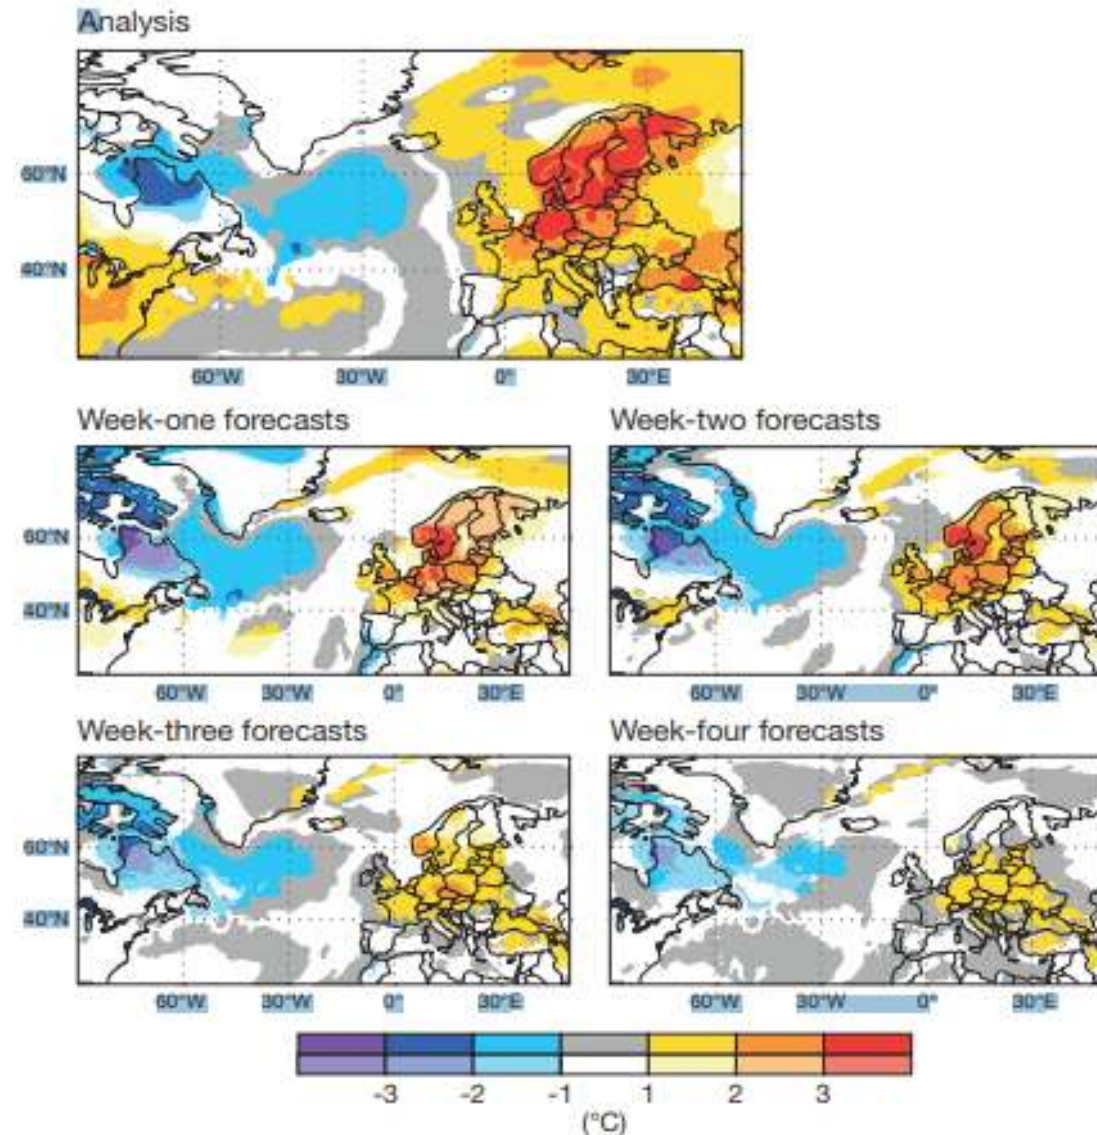 Analysis
60°N
40°N
60°W 30°W 0° 30°E
Week-one forecasts Week-two forecasts
60°N
40°N
60°W 30°W 0° 30°E 60°W 30°W 0° 30°E
Week-three forecasts Week-four forecasts
60°N
40°N
60°W 30°W 0° 30°E 60°W 30°W 0° 30°E
-3 -2 -1 1 2 3
(°C)